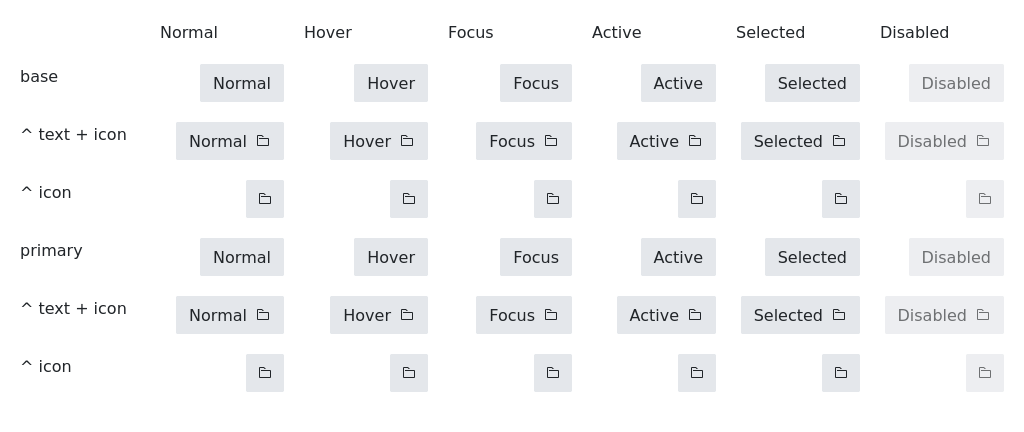 Normal Hover Focus Active Selected Disabled
base Normal Hover Focus Active Selected Disabled
^ text + icon Normal Hover Focus Active Selected Disabled
^ icon
primary Normal Hover Focus Active Selected Disabled
^ text + icon Normal Hover Focus Active Selected Disabled
^ icon